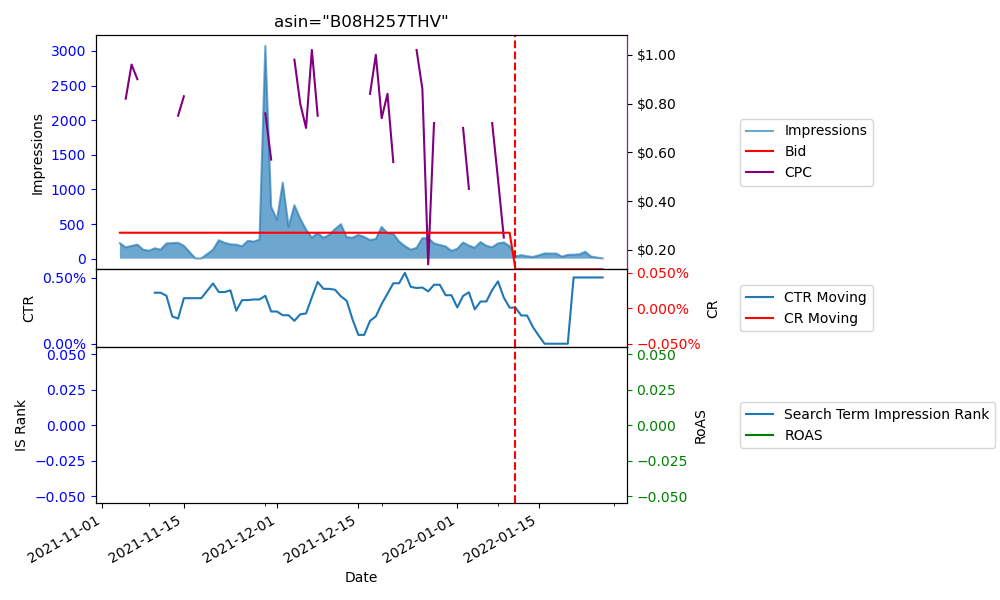 asin="B08H257THV"
3000
2500
2000
1500
1000
500
0
Impressions
$1.00
$0.80
$0.60
$0.40
$0.20
Impressions
Bid
CPC
0.50%
0.00%
CTR
0.050%
0.000%
−0.050%
CR
CTR Moving
CR Moving
0.050
0.025
0.000
−0.025
−0.050
IS Rank
0.050
0.025
0.000
−0.025
−0.050
RoAS
Search Term Impression Rank
ROAS
2021-11-01
2021-11-15
2021-12-01
2021-12-15
2022-01-01
2022-01-15
Date